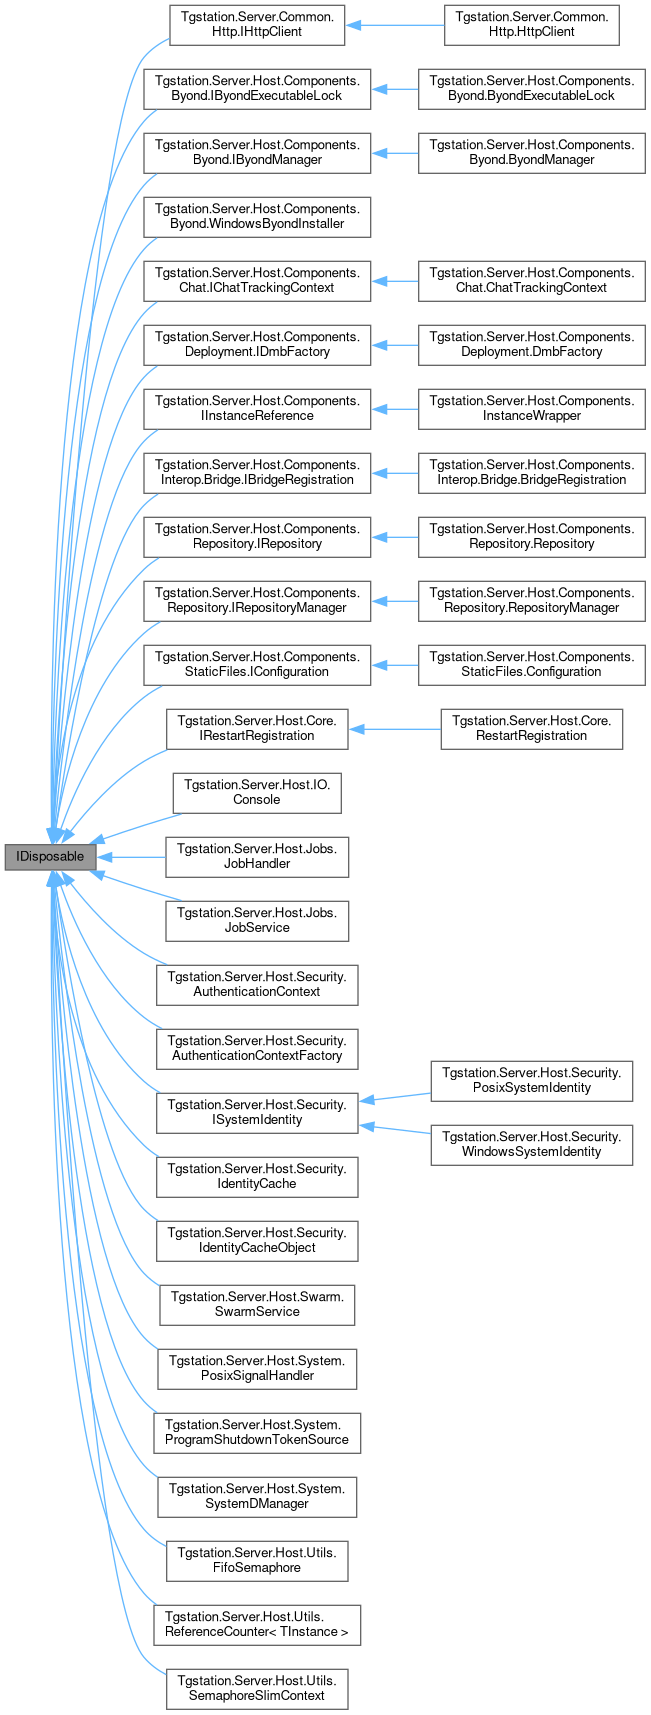 Tgstation.Server.Common.
Http.IHttpClient
Tgstation.Server.Common.
Http.HttpClient
Tgstation.Server.Host.Components.
Byond.IByondExecutableLock
Tgstation.Server.Host.Components.
Byond.ByondExecutableLock
Tgstation.Server.Host.Components.
Byond.IByondManager
Tgstation.Server.Host.Components.
Byond.ByondManager
Tgstation.Server.Host.Components.
Byond.WindowsByondInstaller
Tgstation.Server.Host.Components.
Chat.IChatTrackingContext
Tgstation.Server.Host.Components.
Chat.ChatTrackingContext
Tgstation.Server.Host.Components.
Deployment.IDmbFactory
Tgstation.Server.Host.Components.
Deployment.DmbFactory
Tgstation.Server.Host.Components.
IInstanceReference
Tgstation.Server.Host.Components.
InstanceWrapper
Tgstation.Server.Host.Components.
Interop.Bridge.IBridgeRegistration
Tgstation.Server.Host.Components.
Interop.Bridge.BridgeRegistration
Tgstation.Server.Host.Components.
Repository.IRepository
Tgstation.Server.Host.Components.
Repository.Repository
Tgstation.Server.Host.Components.
Repository.IRepositoryManager
Tgstation.Server.Host.Components.
Repository.RepositoryManager
Tgstation.Server.Host.Components.
StaticFiles.IConfiguration
Tgstation.Server.Host.Components.
StaticFiles.Configuration
Tgstation.Server.Host.Core.
IRestartRegistration
Tgstation.Server.Host.Core.
RestartRegistration
Tgstation.Server.Host.IO.
Console
IDisposable
Tgstation.Server.Host.Jobs.
JobHandler
Tgstation.Server.Host.Jobs.
JobService
Tgstation.Server.Host.Security.
AuthenticationContext
Tgstation.Server.Host.Security.
AuthenticationContextFactory
Tgstation.Server.Host.Security.
ISystemIdentity
Tgstation.Server.Host.Security.
PosixSystemIdentity
Tgstation.Server.Host.Security.
WindowsSystemIdentity
Tgstation.Server.Host.Security.
IdentityCache
Tgstation.Server.Host.Security.
IdentityCacheObject
Tgstation.Server.Host.Swarm.
SwarmService
Tgstation.Server.Host.System.
PosixSignalHandler
Tgstation.Server.Host.System.
ProgramShutdownTokenSource
Tgstation.Server.Host.System.
SystemDManager
Tgstation.Server.Host.Utils.
FifoSemaphore
Tgstation.Server.Host.Utils.
ReferenceCounter< TInstance >
Tgstation.Server.Host.Utils.
SemaphoreSlimContext